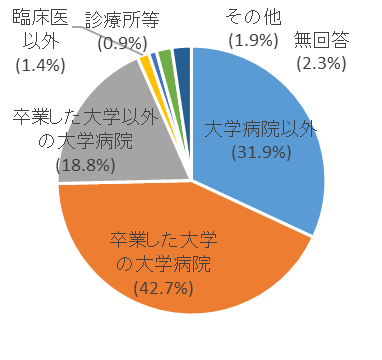 臨床医
以外
(1.4%)
診療所等
(0.9%)
その他
(1.9%)
無回答
(2.3%)
大学病院以外
(31.9%)
卒業した大学以外
の大学病院
(18.8%)
卒業した大学
の大学病院
(42.7%)